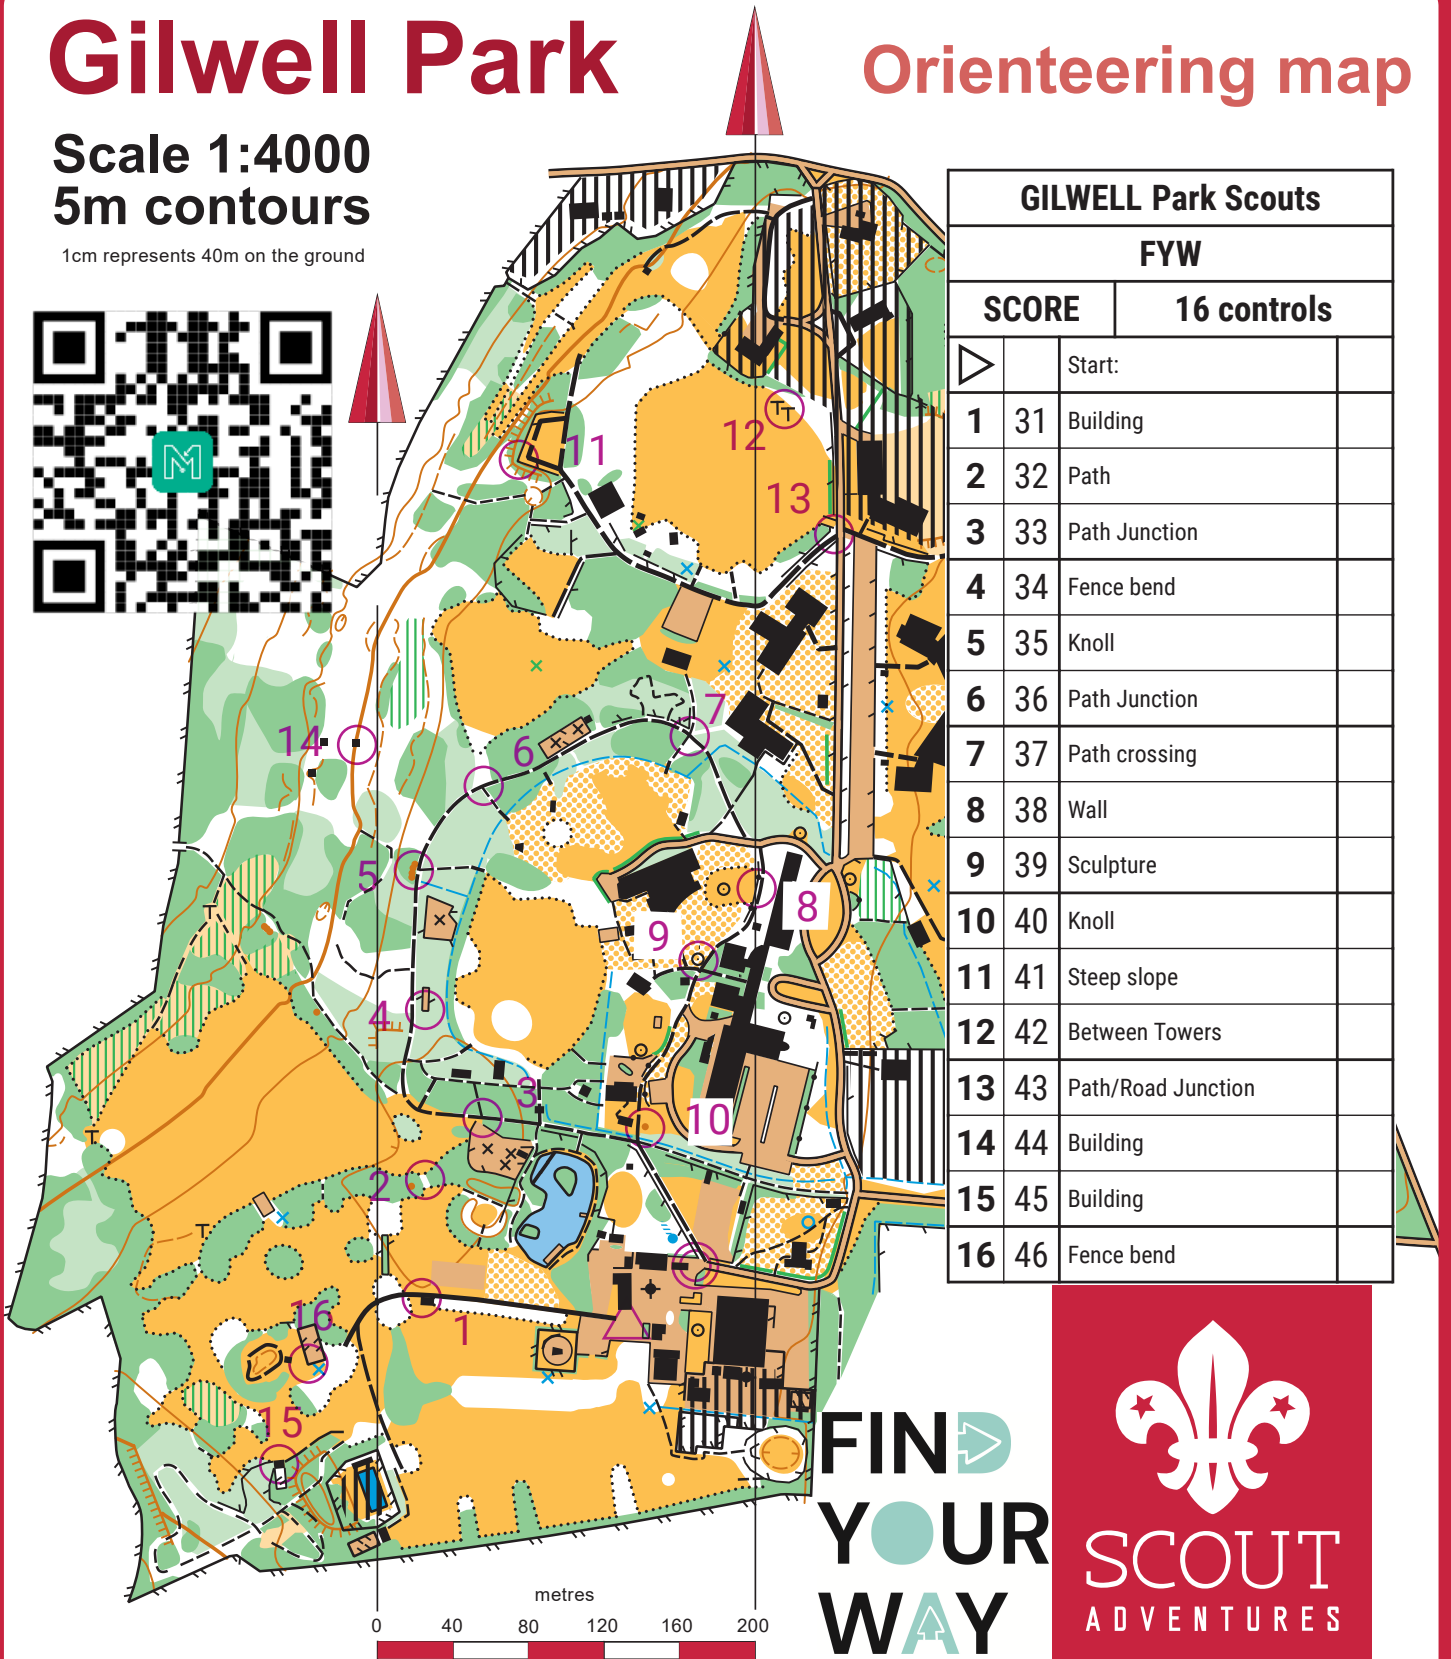 Gilwell Park
Orienteering map
Scale 1:4000
5m contours
1cm represents 40m on the ground
GILWELL Park Scouts
FYW
SCORE 16 controls
Start:
1 31 Building
2 32 Path
3 33 Path Junction
4 34 Fence bend
5 35 Knoll
6 36 Path Junction
7 37 Path crossing
8 38 Wall
9 39 Sculpture
10 40 Knoll
11 41 Steep slope
12 42 Between Towers
13 43 Path/Road Junction
14 44 Building
15 45 Building
16 46 Fence bend
12
11
13
7
14
6
5
8
9
4
3
10
2
16
1
15
FIND
YOUR
WAY
SCOUT
ADVENTURES
metres
0 40 80 120 160 200